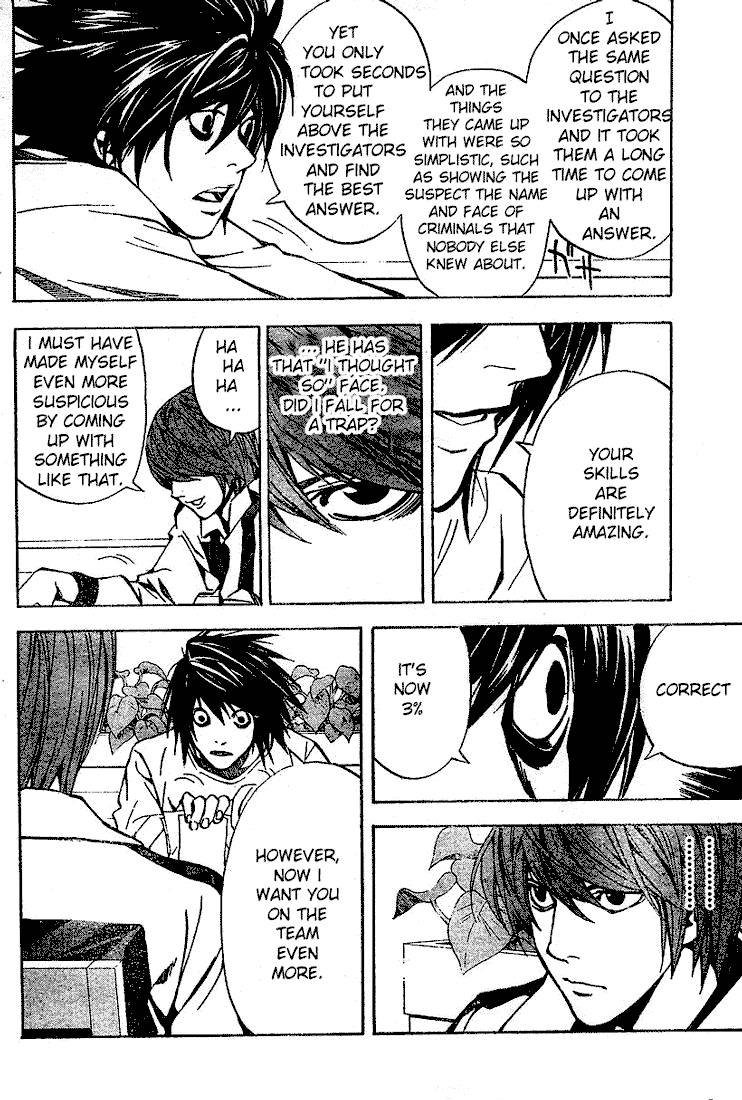 I
ONCE ASKED
THE SAME
QUESTION
TO THE
INVESTIGATORS
AND IT TOOK
THEM A LONG
TIME TO COME
UP WITH
AN
ANSWER.
AND THE
THINGS
THEY CAME UP
WITH WERE SO
SIMPLISTIC, SUCH
AS SHOWING THE
SUSPECT THE NAME
AND FACE OF
CRIMINALS THAT
NOBODY ELSE
KNEW ABOUT.
YET
YOU ONLY
TOOK SECONDS
TO PUT
YOURSELF
ABOVE THE
INVESTIGATORS
AND FIND
THE BEST
ANSWER.
YOUR
SKILLS
ARE
DEFINITELY
AMAZING.
... HE HAS
THAT "I THOUGHT
SO" FACE.
DID I FALL FOR
A TRAP?
HA
HA
HA
...
I MUST HAVE
MADE MYSELF
EVEN MORE
SUSPICIOUS
BY COMING
UP WITH
SOMETHING
LIKE THAT.
CORRECT
IT'S
NOW
3%
HOWEVER,
NOW I
WANT YOU
ON THE
TEAM
EVEN
MORE.